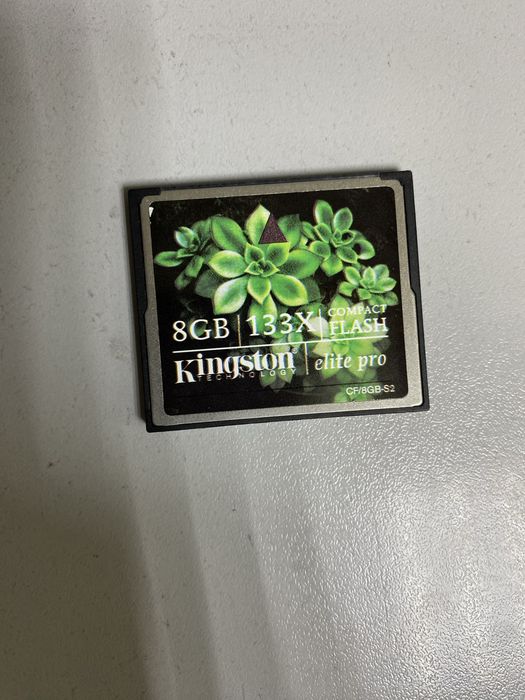 8GB | 133X | COMPACT FLASH
Kingston® | elite pro
TECHNOLOGY
CF/8GB-S2